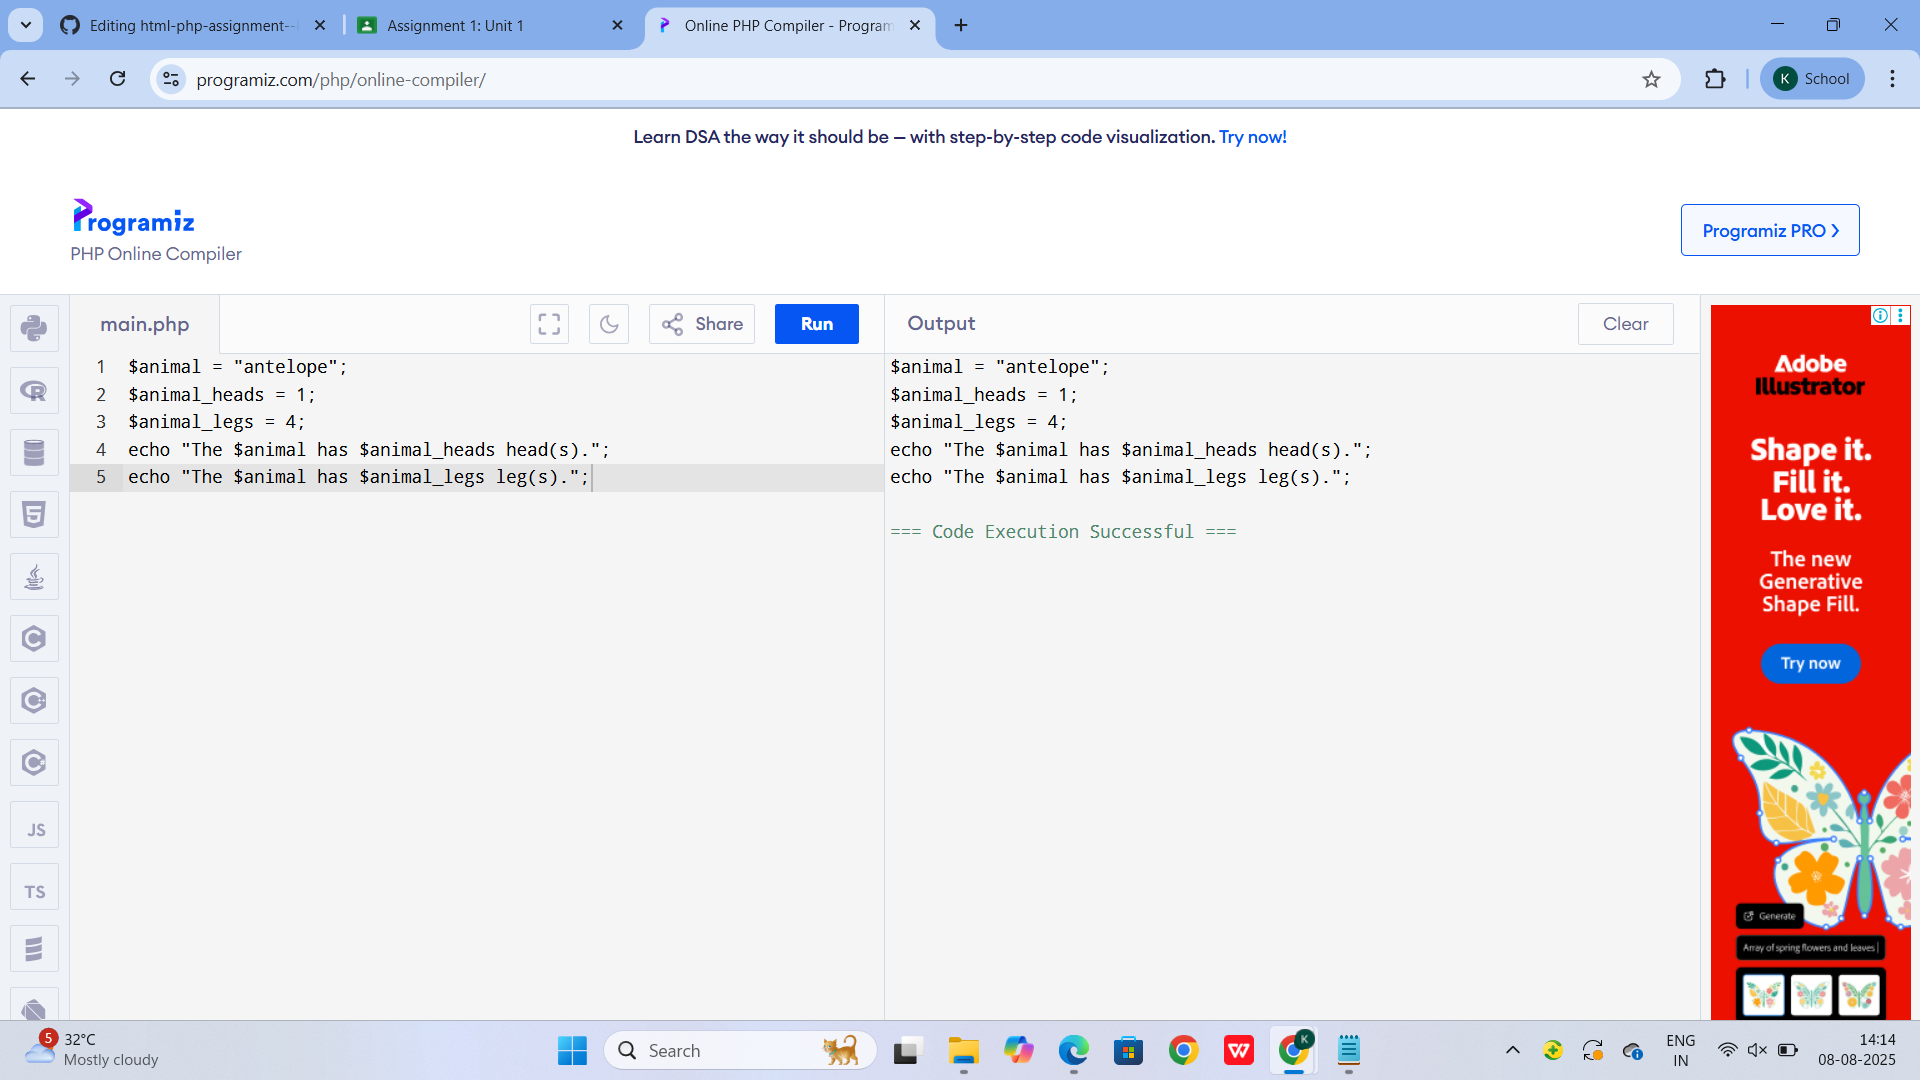 Editing html-php-assignment--
Assignment 1: Unit 1
Online PHP Compiler - Program
programiz.com/php/online-compiler/
K School
Learn DSA the way it should be — with step-by-step code visualization. Try now!
Programiz
PHP Online Compiler
Programiz PRO
main.php
Share
Run
Output
Clear
1 $animal = "antelope";
2 $animal_heads = 1;
3 $animal_legs = 4;
4 echo "The $animal has $animal_heads head(s).";
5 echo "The $animal has $animal_legs leg(s).";
$animal = "antelope";
$animal_heads = 1;
$animal_legs = 4;
echo "The $animal has $animal_heads head(s).";
echo "The $animal has $animal_legs leg(s).";
=== Code Execution Successful ===
R
5
C
C
C
JS
TS
Adobe
Illustrator
Shape it.
Fill it.
Love it.
The new
Generative
Shape Fill.
Try now
Generate
Array of spring flowers and leaves
5
32°C
Mostly cloudy
Search
W
K
ENG
IN
14:14
08-08-2025